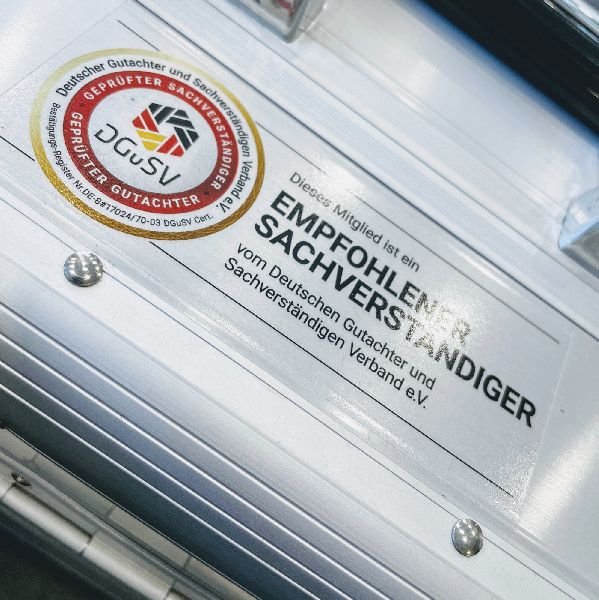 Deutscher Gutachter und Sachverständigen Verband e.V.
GEPRÜFTER SACHVERSTÄNDIGER
DGuSV
GEPRÜFTER GUTACHTER
Bestätigungs-Register Nr.DE-S#17024/70-03 DGuSV Cert.
Dieses Mitglied ist ein
EMPFOHLENER
SACHVERSTÄNDIGER
vom Deutschen Gutachter und
Sachverständigen Verband e.V.